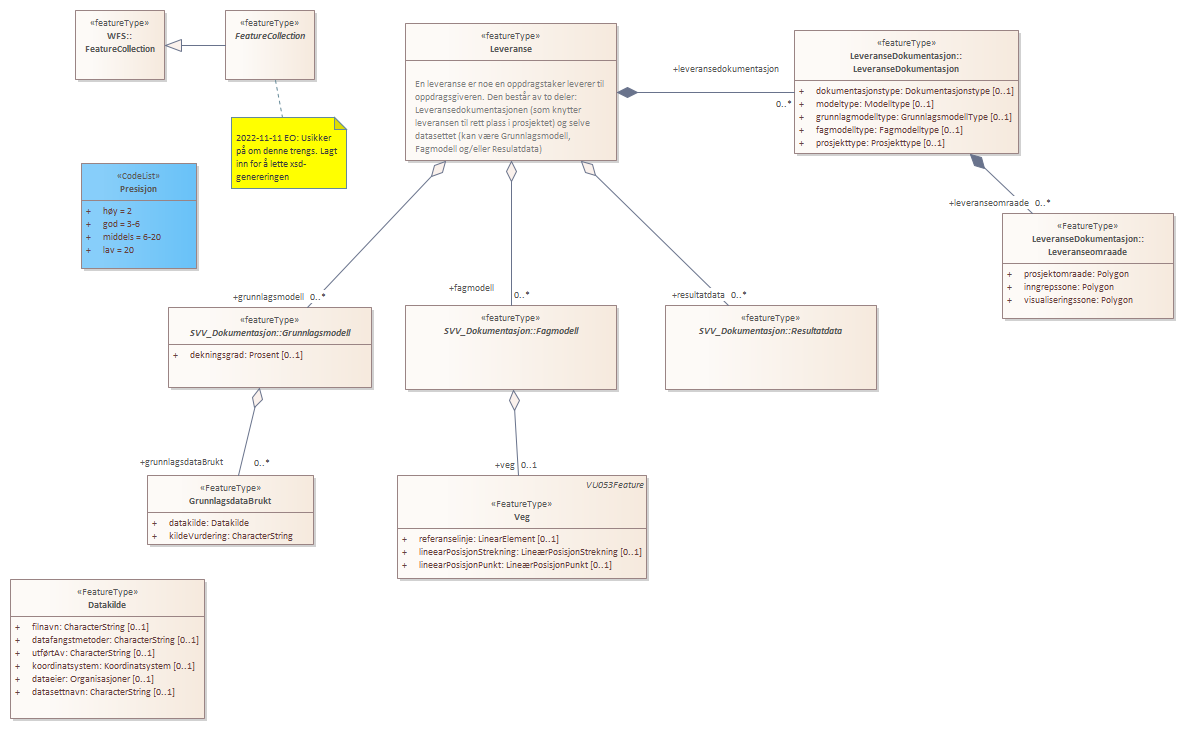 «featureType»
WFS::
FeatureCollection
«featureType»
FeatureCollection
2022-11-11 EO: Usikker
på om denne trengs. Lagt
inn for å lette xsd-
genereringen
«CodeList»
Presisjon
+ høy = 2
+ god = 3-6
+ middels = 6-20
+ lav = 20
«featureType»
Leveranse
En leveranse er noe en oppdragstaker leverer til
oppdragsgiveren. Den består av to deler:
Leveransedokumentasjonen (som knytter
leveransen til rett plass i prosjektet) og selve
datasettet (kan være Grunnlagsmodell,
Fagmodell og/eller Resulatdata)
+leveransedokumentasjon
0..*
«featureType»
LeveranseDokumentasjon::
LeveranseDokumentasjon
+ dokumentasjonstype: Dokumentasjonstype [0..1]
+ modeltype: Modelltype [0..1]
+ grunnlagmodelltype: GrunnlagsmodellType [0..1]
+ fagmodelltype: Fagmodelltype [0..1]
+ prosjekttype: Prosjekttype [0..1]
+leveranseomraade 0..*
«FeatureType»
LeveranseDokumentasjon::
Leveranseomraade
+ prosjektomraade: Polygon
+ inngrepssone: Polygon
+ visualiseringssone: Polygon
+grunnlagsmodell 0..*
«featureType»
SVV_Dokumentasjon::Grunnlagsmodell
+ dekningsgrad: Prosent [0..1]
+fagmodell
0..*
«featureType»
SVV_Dokumentasjon::Fagmodell
+resultatdata 0..*
«featureType»
SVV_Dokumentasjon::Resultatdata
+grunnlagsdataBrukt 0..*
«FeatureType»
GrunnlagsdataBrukt
+ datakilde: Datakilde
+ kildeVurdering: CharacterString
+veg 0..1
VU053Feature
«FeatureType»
Veg
+ referanselinje: LinearElement [0..1]
+ lineearPosisjonStrekning: LineærPosisjonStrekning [0..1]
+ lineearPosisjonPunkt: LineærPosisjonPunkt [0..1]
«FeatureType»
Datakilde
+ filnavn: CharacterString [0..1]
+ datafangstmetoder: CharacterString [0..1]
+ utførtAv: CharacterString [0..1]
+ koordinatsystem: Koordinatsystem [0..1]
+ dataeier: Organisasjoner [0..1]
+ datasettnavn: CharacterString [0..1]